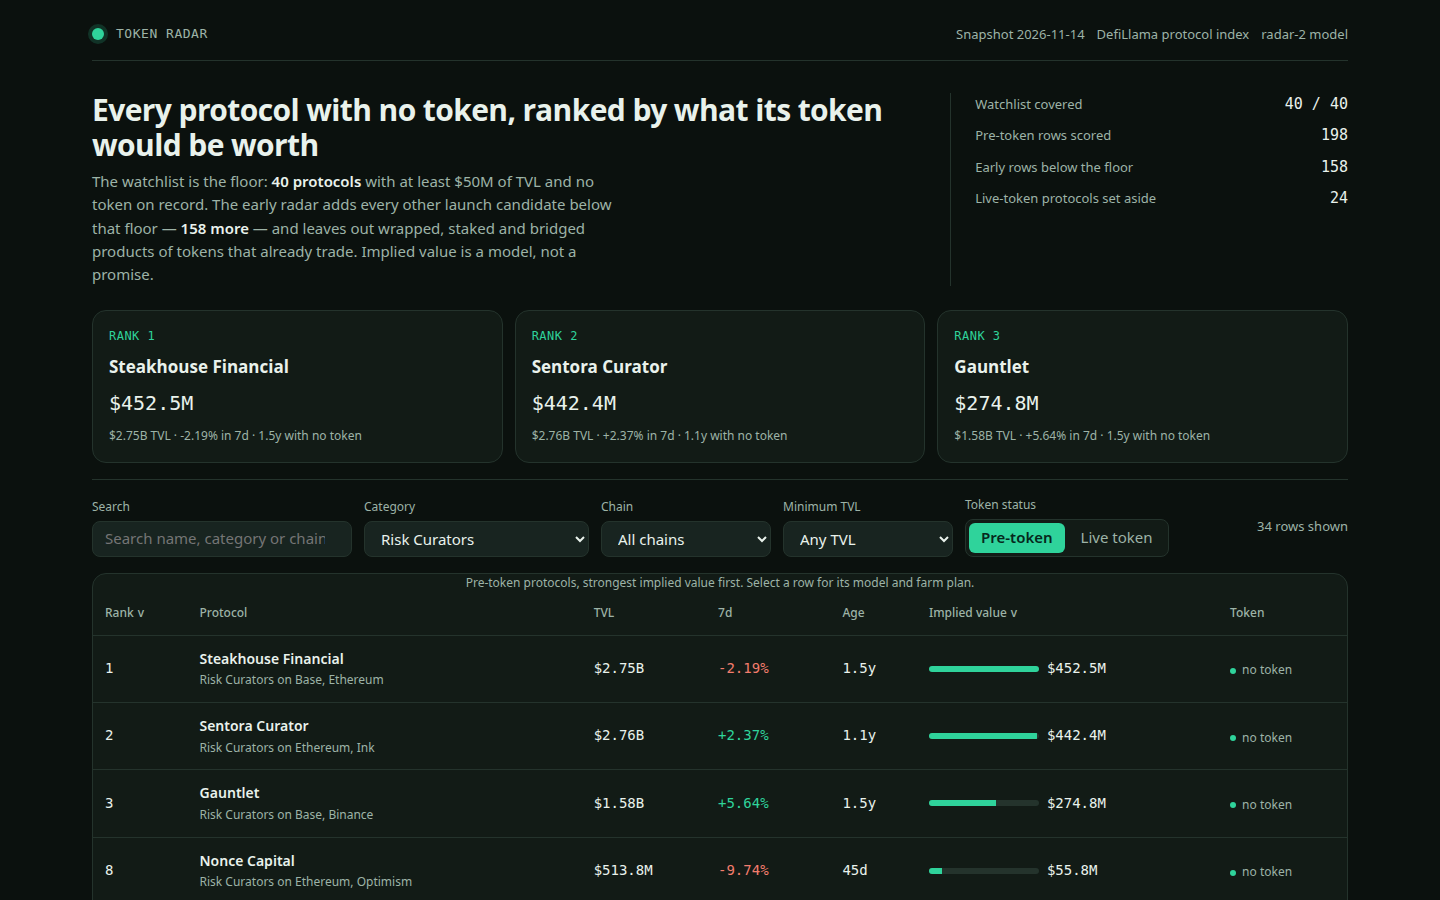 TOKEN RADAR
Snapshot 2026-11-14 DefiLlama protocol index radar-2 model
Every protocol with no token, ranked by what its token
would be worth
The watchlist is the floor: 40 protocols with at least $50M of TVL and no
token on record. The early radar adds every other launch candidate below
that floor — 158 more — and leaves out wrapped, staked and bridged
products of tokens that already trade. Implied value is a model, not a
promise.
Watchlist covered 40 / 40
Pre-token rows scored 198
Early rows below the floor 158
Live-token protocols set aside 24
RANK 1
Steakhouse Financial
$452.5M
$2.75B TVL · -2.19% in 7d · 1.5y with no token
RANK 2
Sentora Curator
$442.4M
$2.76B TVL · +2.37% in 7d · 1.1y with no token
RANK 3
Gauntlet
$274.8M
$1.58B TVL · +5.64% in 7d · 1.5y with no token
Search Category Chain Minimum TVL Token status
Search name, category or chain Risk Curators All chains Any TVL Pre-token Live token 34 rows shown
Pre-token protocols, strongest implied value first. Select a row for its model and farm plan.
Rank v Protocol TVL 7d Age Implied value v Token
1 Steakhouse Financial $2.75B -2.19% 1.5y $452.5M no token
Risk Curators on Base, Ethereum
2 Sentora Curator $2.76B +2.37% 1.1y $442.4M no token
Risk Curators on Ethereum, Ink
3 Gauntlet $1.58B +5.64% 1.5y $274.8M no token
Risk Curators on Base, Binance
8 Nonce Capital $513.8M -9.74% 45d $55.8M no token
Risk Curators on Ethereum, Optimism